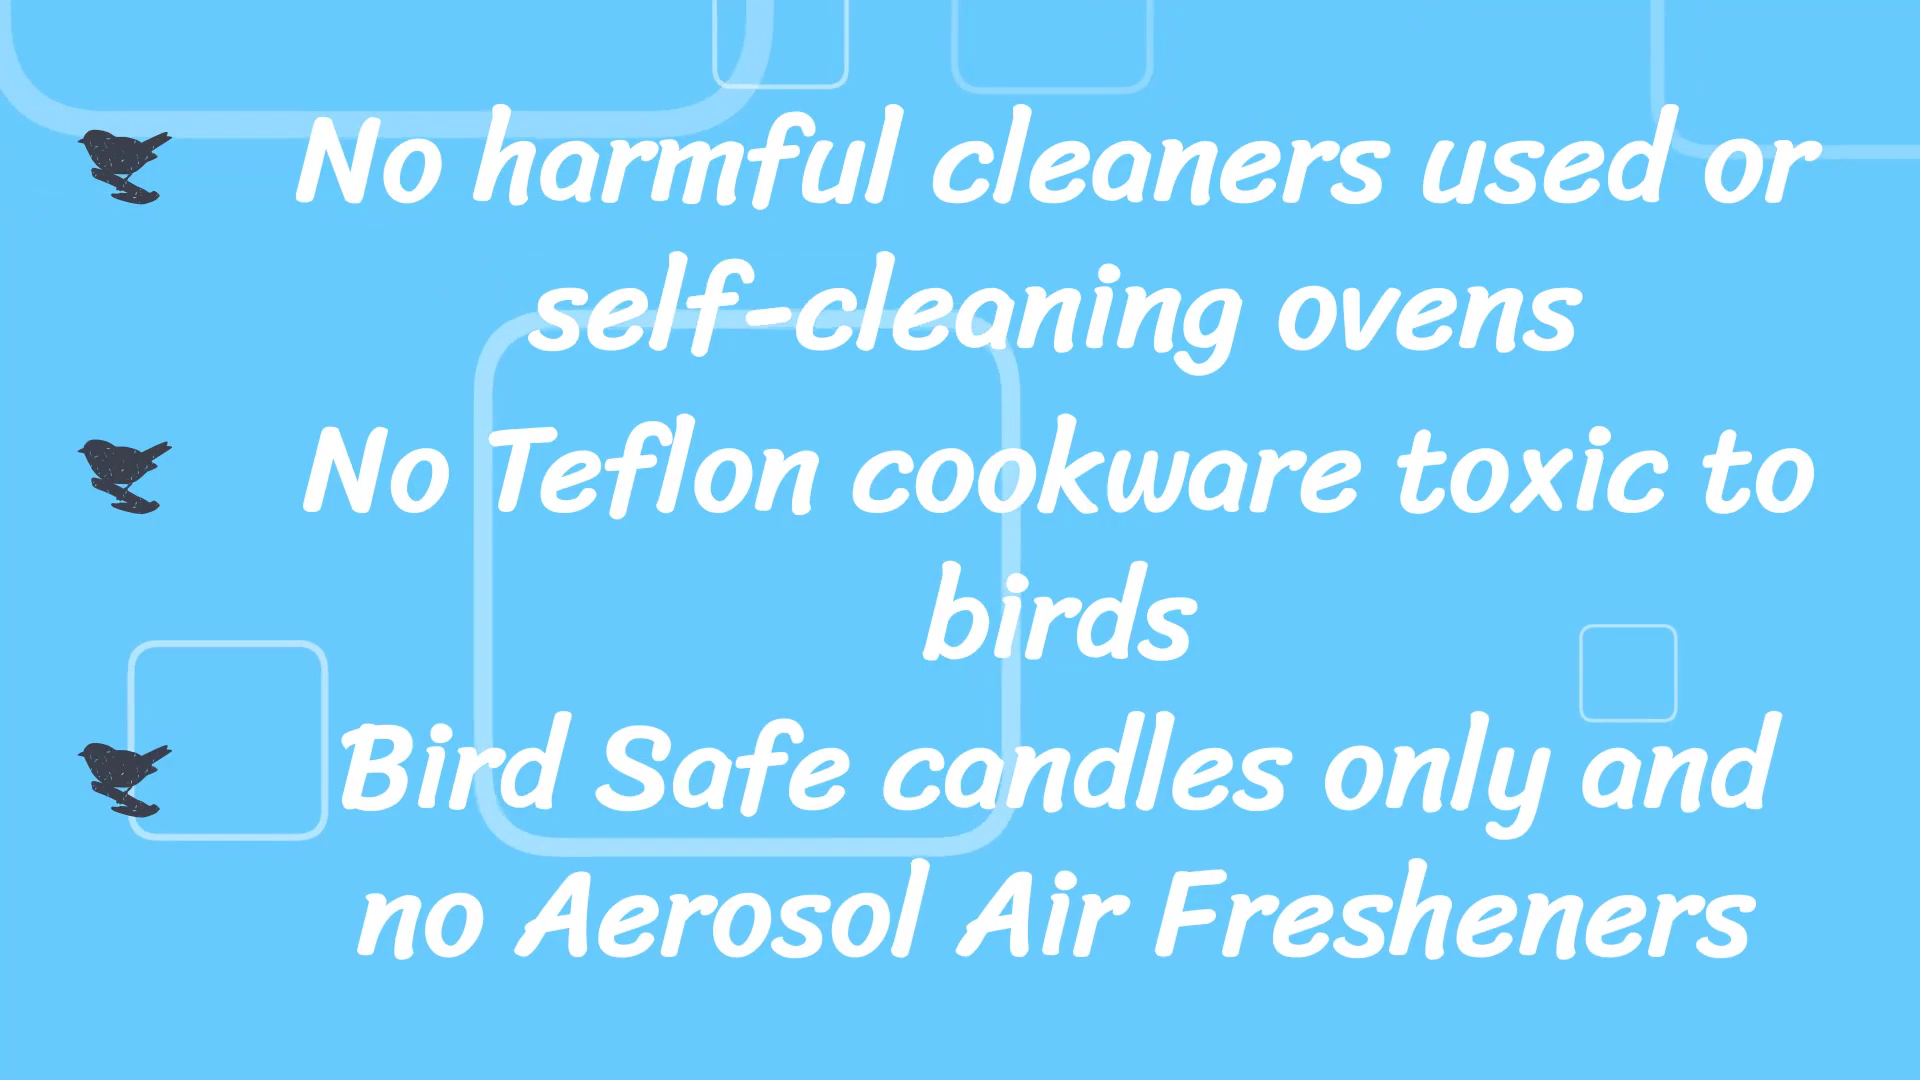 No harmful cleaners used or
self-cleaning ovens
No Teflon cookware toxic to
birds
Bird Safe candles only and
no Aerosol Air Fresheners